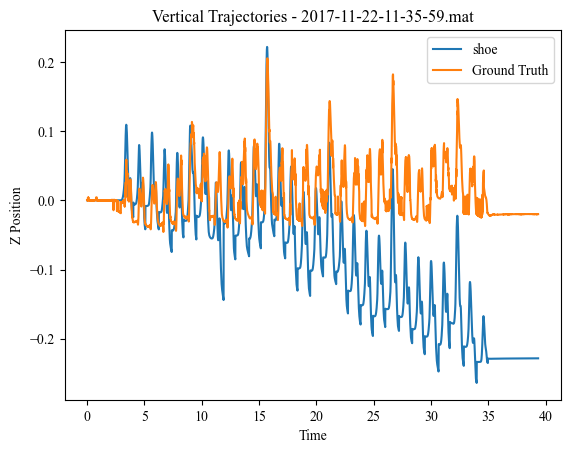 Vertical Trajectories - 2017-11-22-11-35-59.mat
shoe
Ground Truth
0.2
0.1
0.0
−0.1
−0.2
Z Position
0 5 10 15 20 25 30 35 40
Time